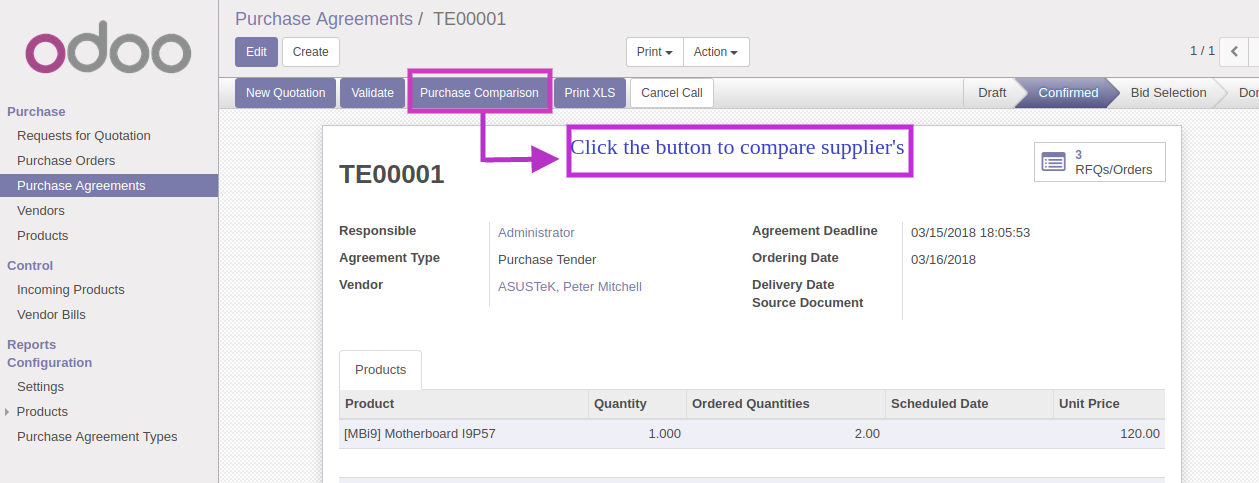 odoo
Purchase
Requests for Quotation
Purchase Orders
Purchase Agreements
Vendors
Products
Control
Incoming Products
Vendor Bills
Reports
Configuration
Settings
Products
Purchase Agreement Types
Purchase Agreements / TE00001
Edit Create Print Action 1 / 1
New Quotation Validate Purchase Comparison Print XLS Cancel Call Draft Confirmed Bid Selection Don
Click the button to compare supplier's
3
RFQs/Orders
TE00001
Responsible Administrator Agreement Deadline 03/15/2018 18:05:53
Agreement Type Purchase Tender Ordering Date 03/16/2018
Vendor ASUSTeK, Peter Mitchell Delivery Date
Source Document
Products
Product Quantity Ordered Quantities Scheduled Date Unit Price
[MBi9] Motherboard I9P57 1.000 2.00 120.00